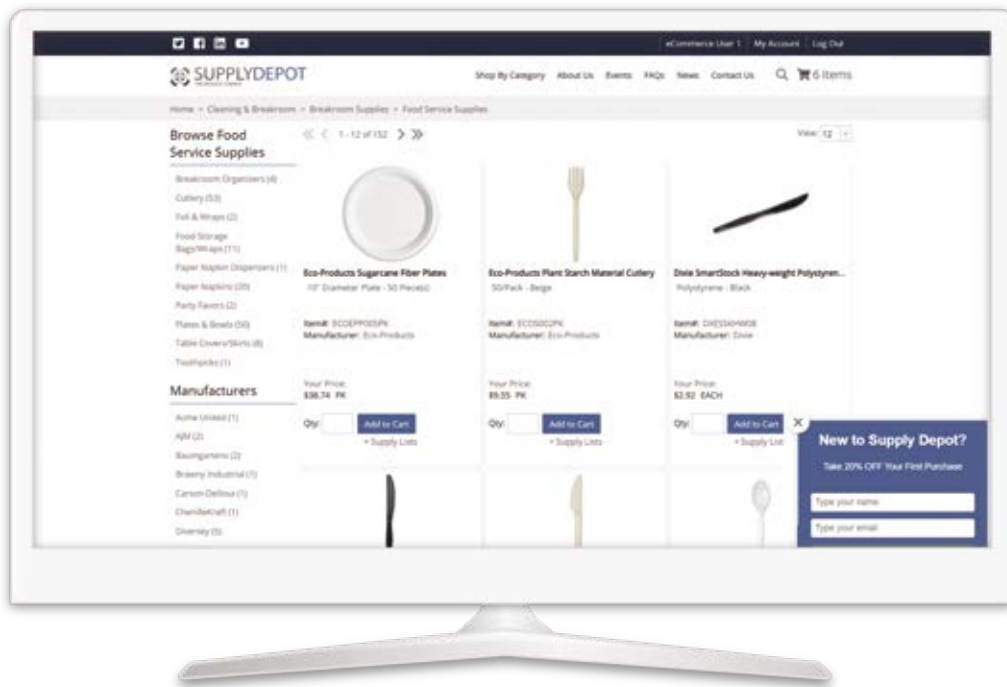 eCommerce User 1 My Account Log Out
SUPPLYDEPOT
Shop By Category About Us Events FAQs News Contact Us 6 Items
Home > Cleaning & Breakroom > Breakroom Supplies > Food Service Supplies
Browse Food
Service Supplies
Breakroom Organizers (4)
Cutlery (53)
Foil & Wraps (2)
Food Storage
Bags/Wraps (11)
Paper Napkin Dispensers (1)
Paper Napkins (20)
Party Favors (2)
Plates & Bowls (50)
Table Covers/Skirts (8)
Toothpicks (1)
Manufacturers
Acme United (1)
AJM (2)
Baumgartens (2)
Brawny Industrial (1)
Carson-Dellosa (1)
ChenilleKraft (1)
Diversey (5)
1 - 12 of 152
View: 12
Eco-Products Sugarcane Fiber Plates
10" Diameter Plate - 50 Piece(s)
Item#: ECOEPP005PK
Manufacturer: Eco-Products
Your Price:
$38.74 PK
Qty: Add to Cart
+ Supply Lists
Eco-Products Plant Starch Material Cutlery
50/Pack - Beige
Item#: ECOS002PK
Manufacturer: Eco-Products
Your Price:
$9.55 PK
Qty: Add to Cart
+ Supply Lists
Dixie SmartStock Heavy-weight Polystyren...
Polystyrene - Black
Manufacturer: Dixie
Your Price:
$2.92 EACH
Qty: Add to Cart
+ Supply List
New to Supply Depot?
Take 20% OFF Your First Purchase
Type your name
Type your email